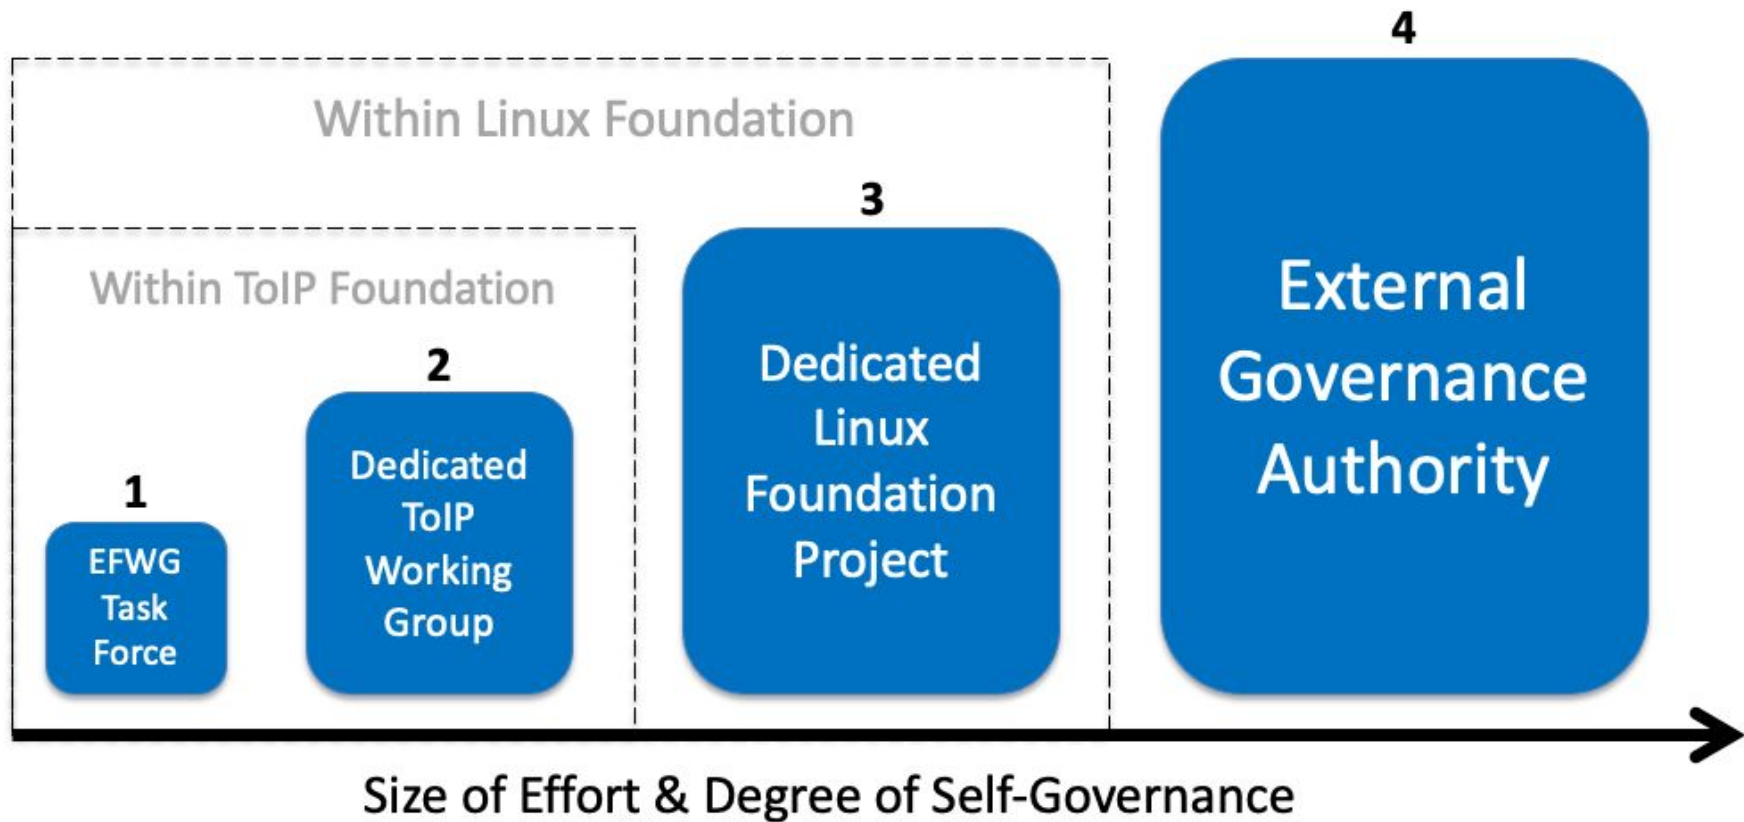 4
Within Linux Foundation
3
Within ToIP Foundation
2
1
EFWG
Task
Force
Dedicated
ToIP
Working
Group
Dedicated
Linux
Foundation
Project
External
Governance
Authority
Size of Effort & Degree of Self-Governance